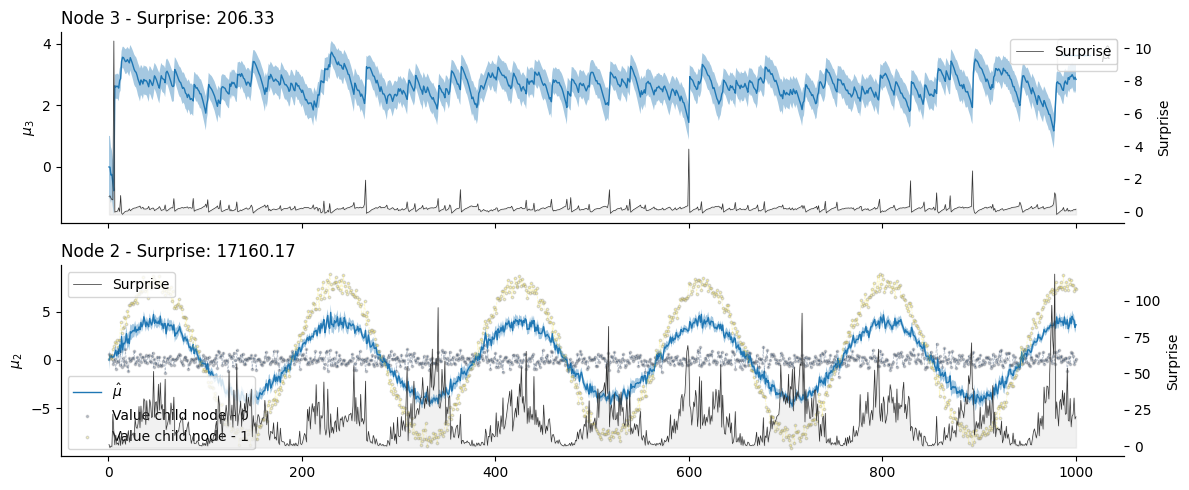 Node 3 - Surprise: 206.33
4
2
0
μ3
Surprise
10
8
6
4
2
0
Surprise
Node 2 - Surprise: 17160.17
5
0
−5
μ2
Surprise
μ̂
Value child node - 0
Value child node - 1
100
75
50
25
0
Surprise
0
200
400
600
800
1000